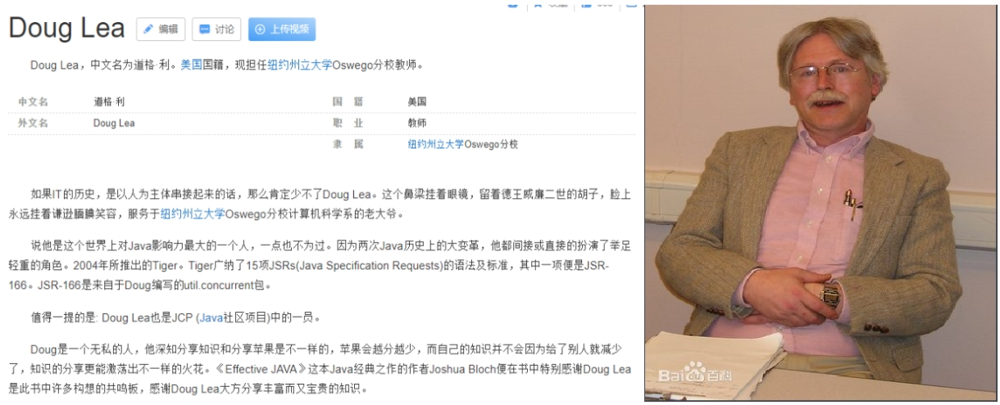 Doug Lea 编辑 讨论 上传视频
Doug Lea，中文名为道格·利。美国国籍，现担任纽约州立大学Oswego分校教师。
中文名 道格·利 国 籍 美国
外文名 Doug Lea 职 业 教师
隶 属 纽约州立大学Oswego分校
如果IT的历史，是以人为主体串接起来的话，那么肯定少不了Doug Lea。这个鼻梁挂着眼镜，留着德王威廉二世的胡子，脸上
永远挂着谦逊腼腆笑容，服务于纽约州立大学Oswego分校计算机科学系的老大爷。
说他是这个世界上对Java影响力最大的一个人，一点也不为过。因为两次Java历史上的大变革，他都间接或直接的扮演了举足
轻重的角色。2004年所推出的Tiger。Tiger广纳了15项JSRs(Java Specification Requests)的语法及标准，其中一项便是JSR-
166。JSR-166是来自于Doug编写的util.concurrent包。
值得一提的是: Doug Lea也是JCP (Java社区项目)中的一员。
Doug是一个无私的人，他深知分享知识和分享苹果是不一样的，苹果会越分越少，而自己的知识并不会因为给了别人就减少
了，知识的分享更能激荡出不一样的火花。《Effective JAVA》这本Java经典之作的作者Joshua Bloch便在书中特别感谢Doug Lea
是此书中许多构想的共鸣板，感谢Doug Lea大方分享丰富而又宝贵的知识。
Bai百科